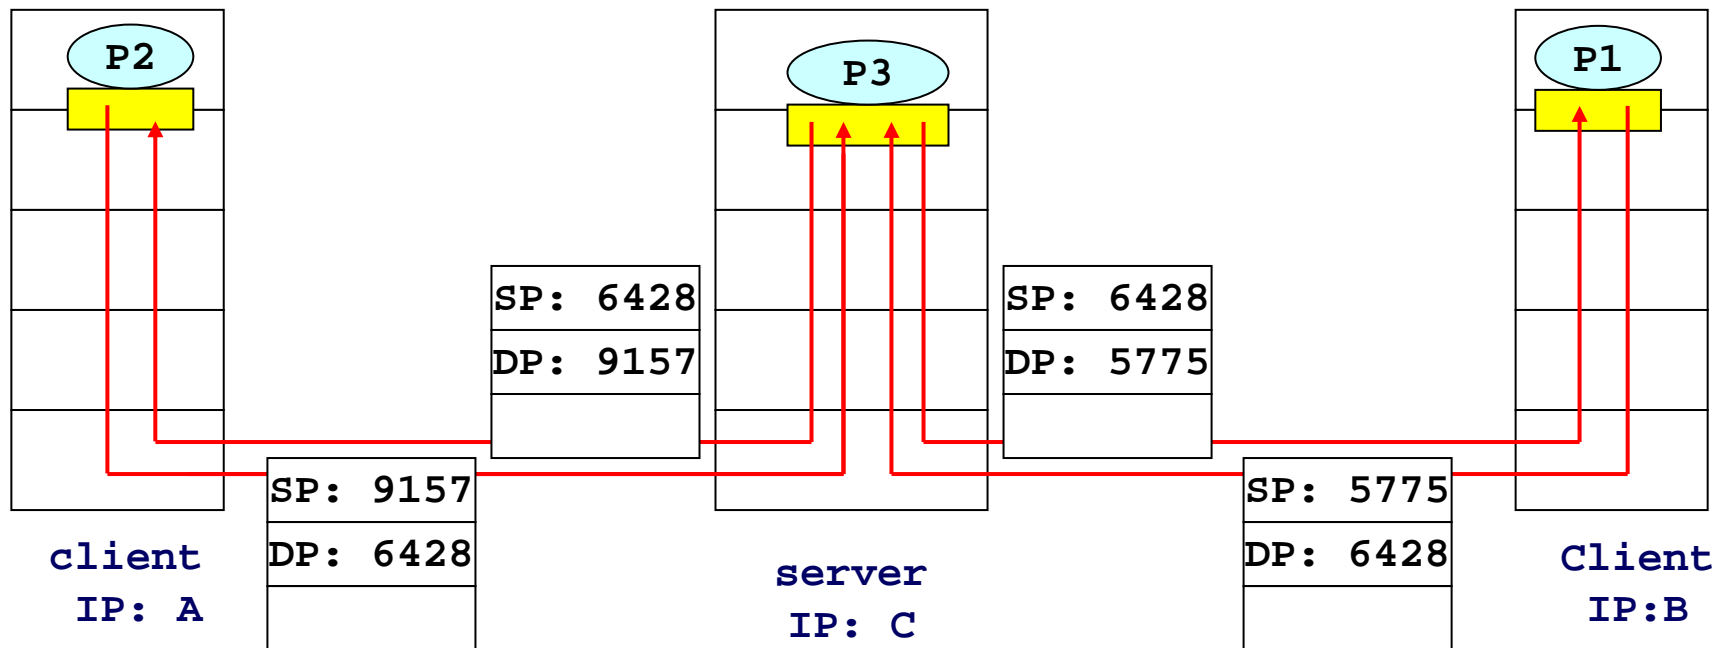 P2
P3
P1
SP: 6428
DP: 9157
SP: 6428
DP: 5775
SP: 9157
DP: 6428
SP: 5775
DP: 6428
client
IP: A
server
IP: C
Client
IP:B